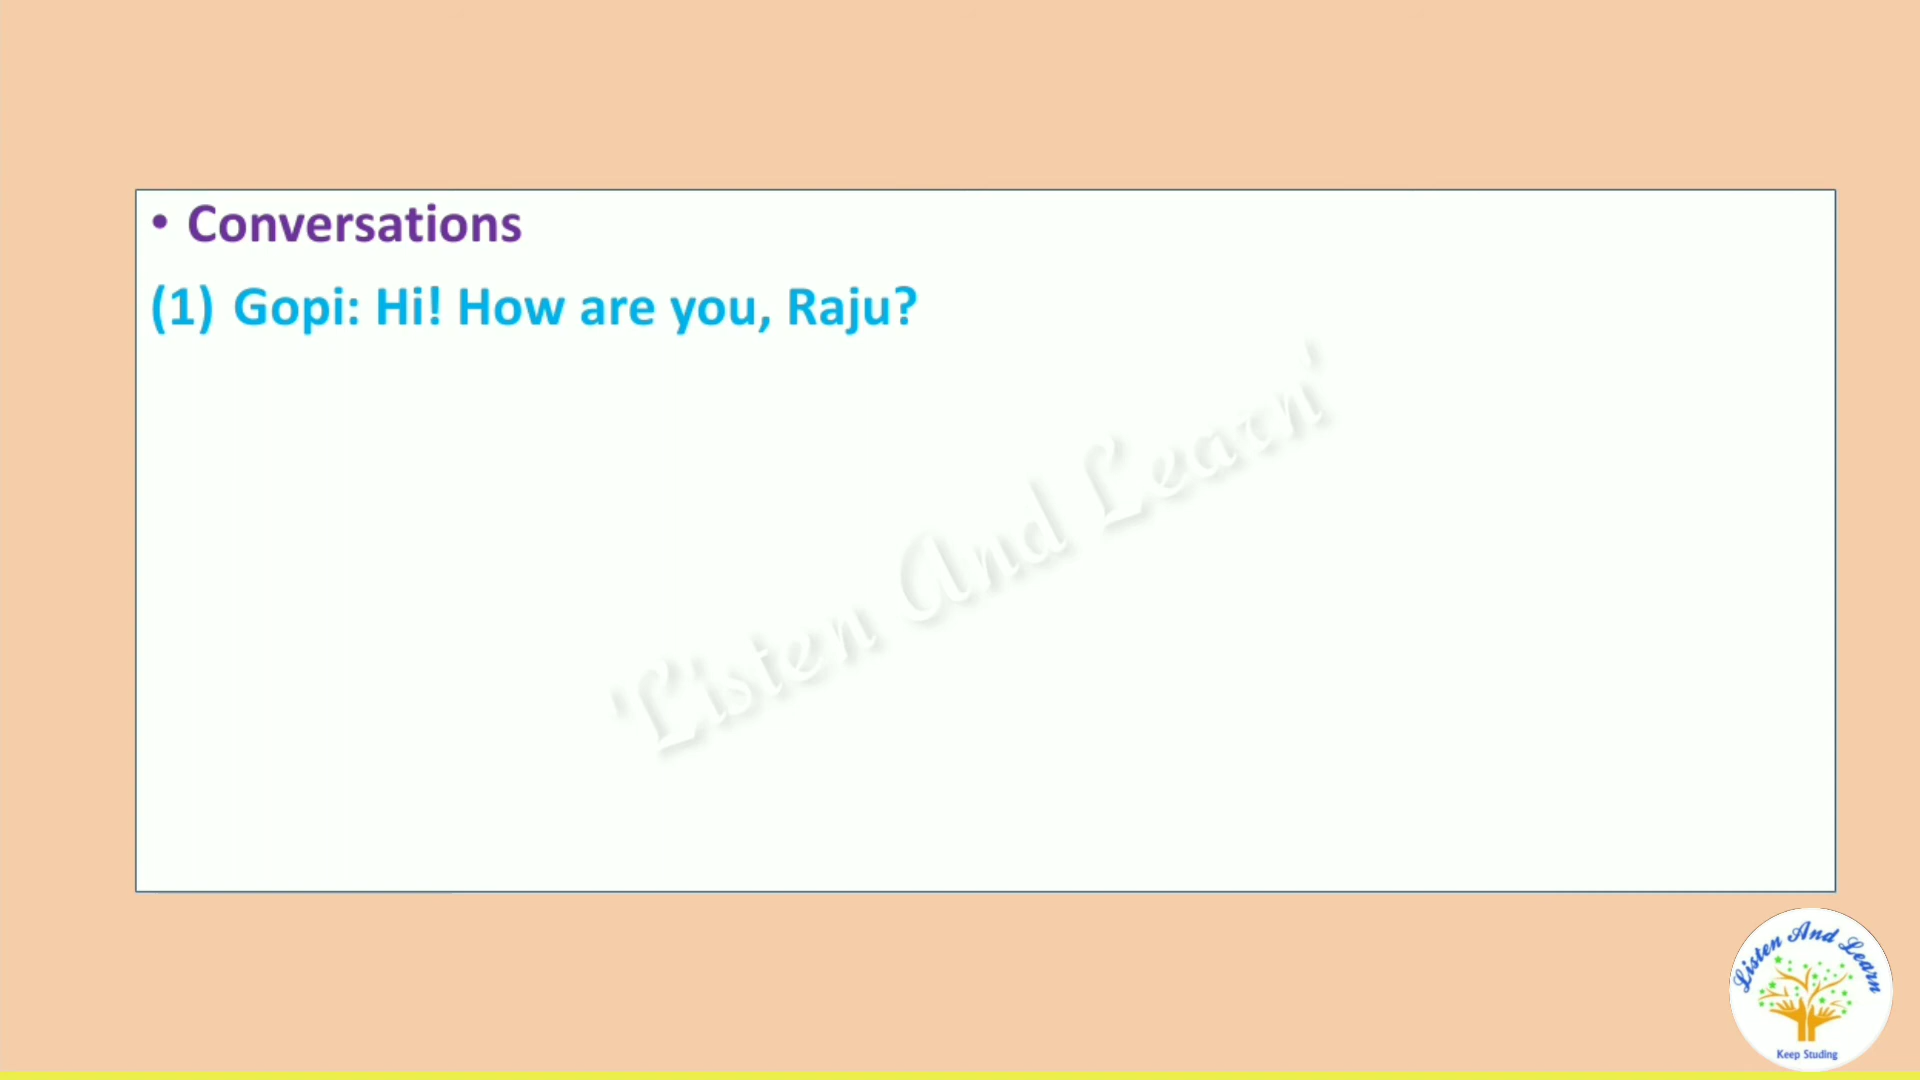 • Conversations
(1) Gopi: Hi! How are you, Raju?
'Listen And Learn'
Listen And Learn
Keep Studing